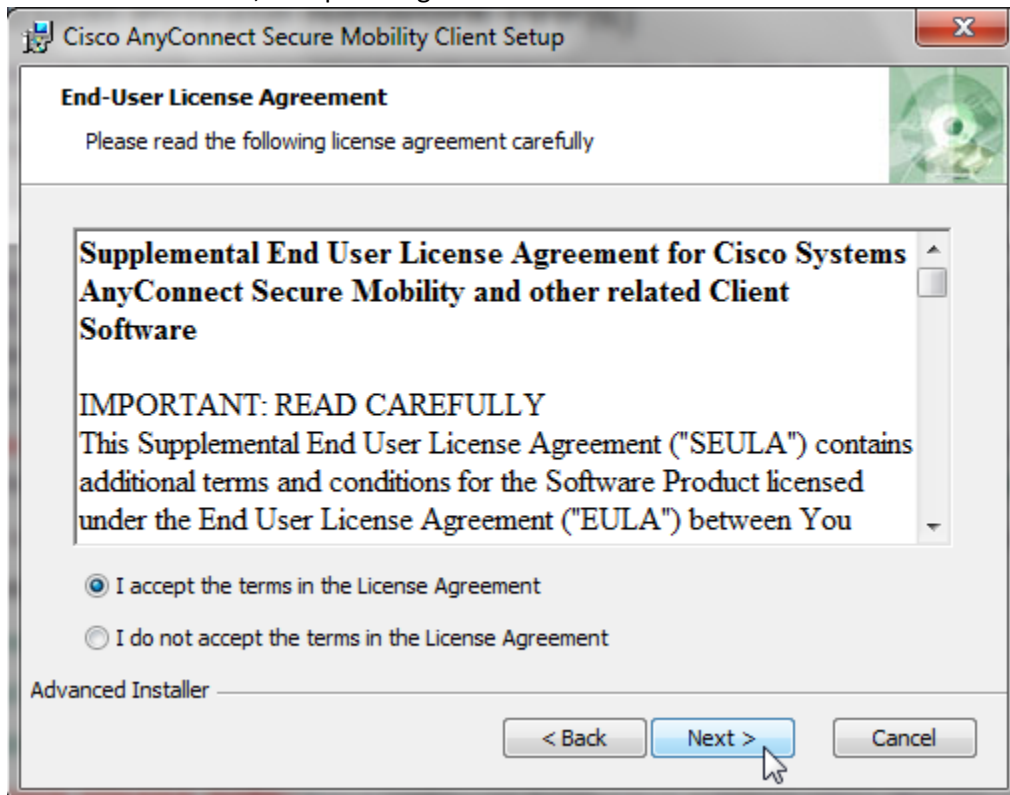 Cisco AnyConnect Secure Mobility Client Setup
End-User License Agreement
Please read the following license agreement carefully
Supplemental End User License Agreement for Cisco Systems
AnyConnect Secure Mobility and other related Client
Software
IMPORTANT: READ CAREFULLY
This Supplemental End User License Agreement ("SEULA") contains
additional terms and conditions for the Software Product licensed
under the End User License Agreement ("EULA") between You
I accept the terms in the License Agreement
I do not accept the terms in the License Agreement
Advanced Installer
< Back Next > Cancel